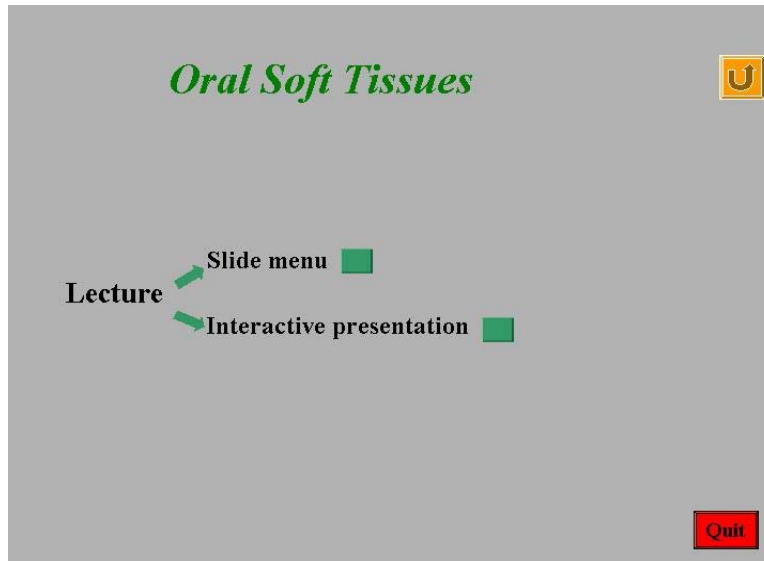 Oral Soft Tissues
Slide menu
Lecture
Interactive presentation
Quit